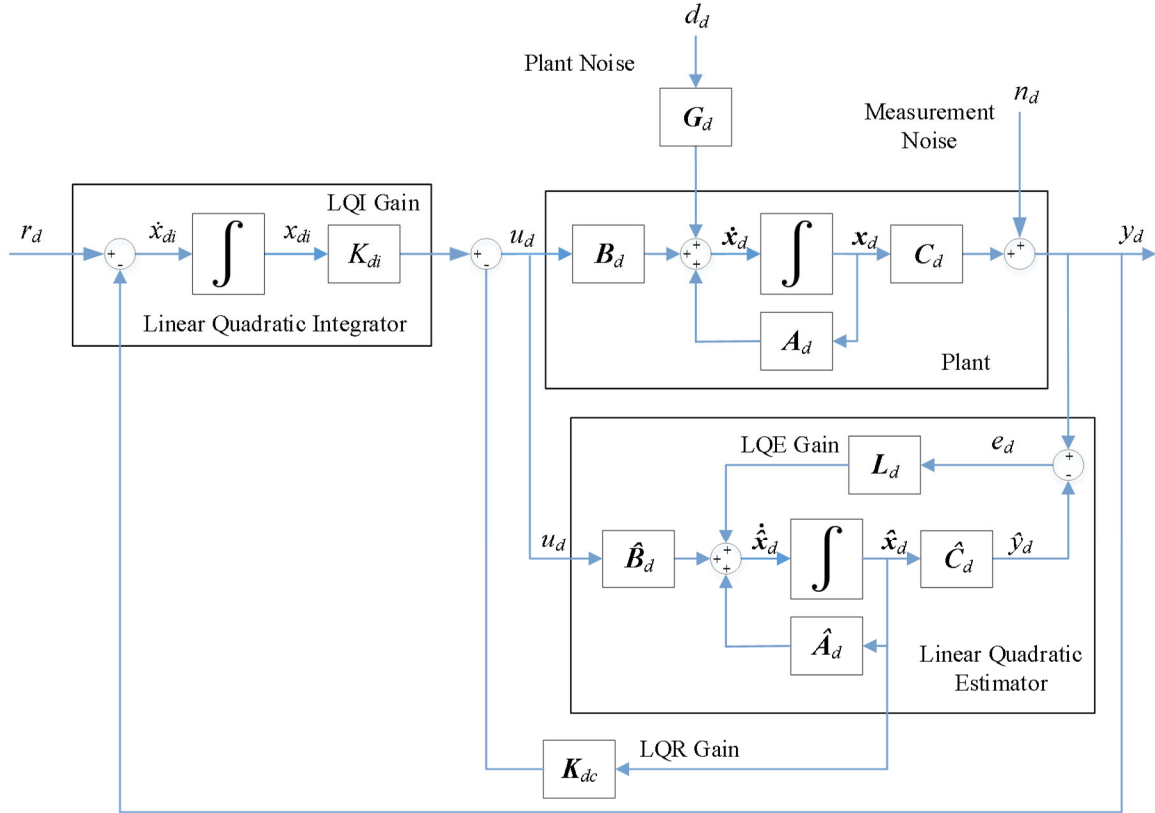 d_d
Plant Noise
G_d
n_d
Measurement
Noise
LQI Gain
r_d
+
-
ẋ_di
∫
x_di
K_di
Linear Quadratic Integrator
+
-
u_d
B_d
+
+
+
ẋ_d
∫
x_d
C_d
+
+
y_d
A_d
Plant
LQE Gain
L_d
e_d
+
-
u_d
B̂_d
+
+
+
x̂̇_d
∫
x̂_d
Ĉ_d
ŷ_d
Â_d
Linear Quadratic
Estimator
K_dc
LQR Gain